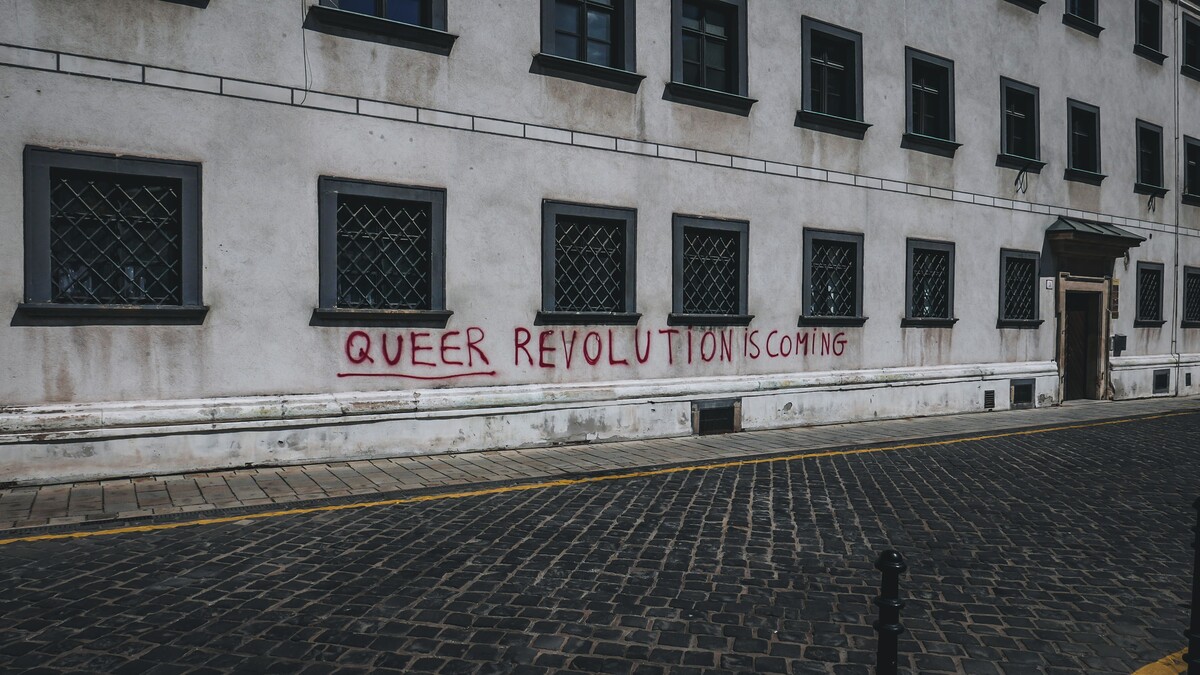 QUEER REVOLUTION IS COMING